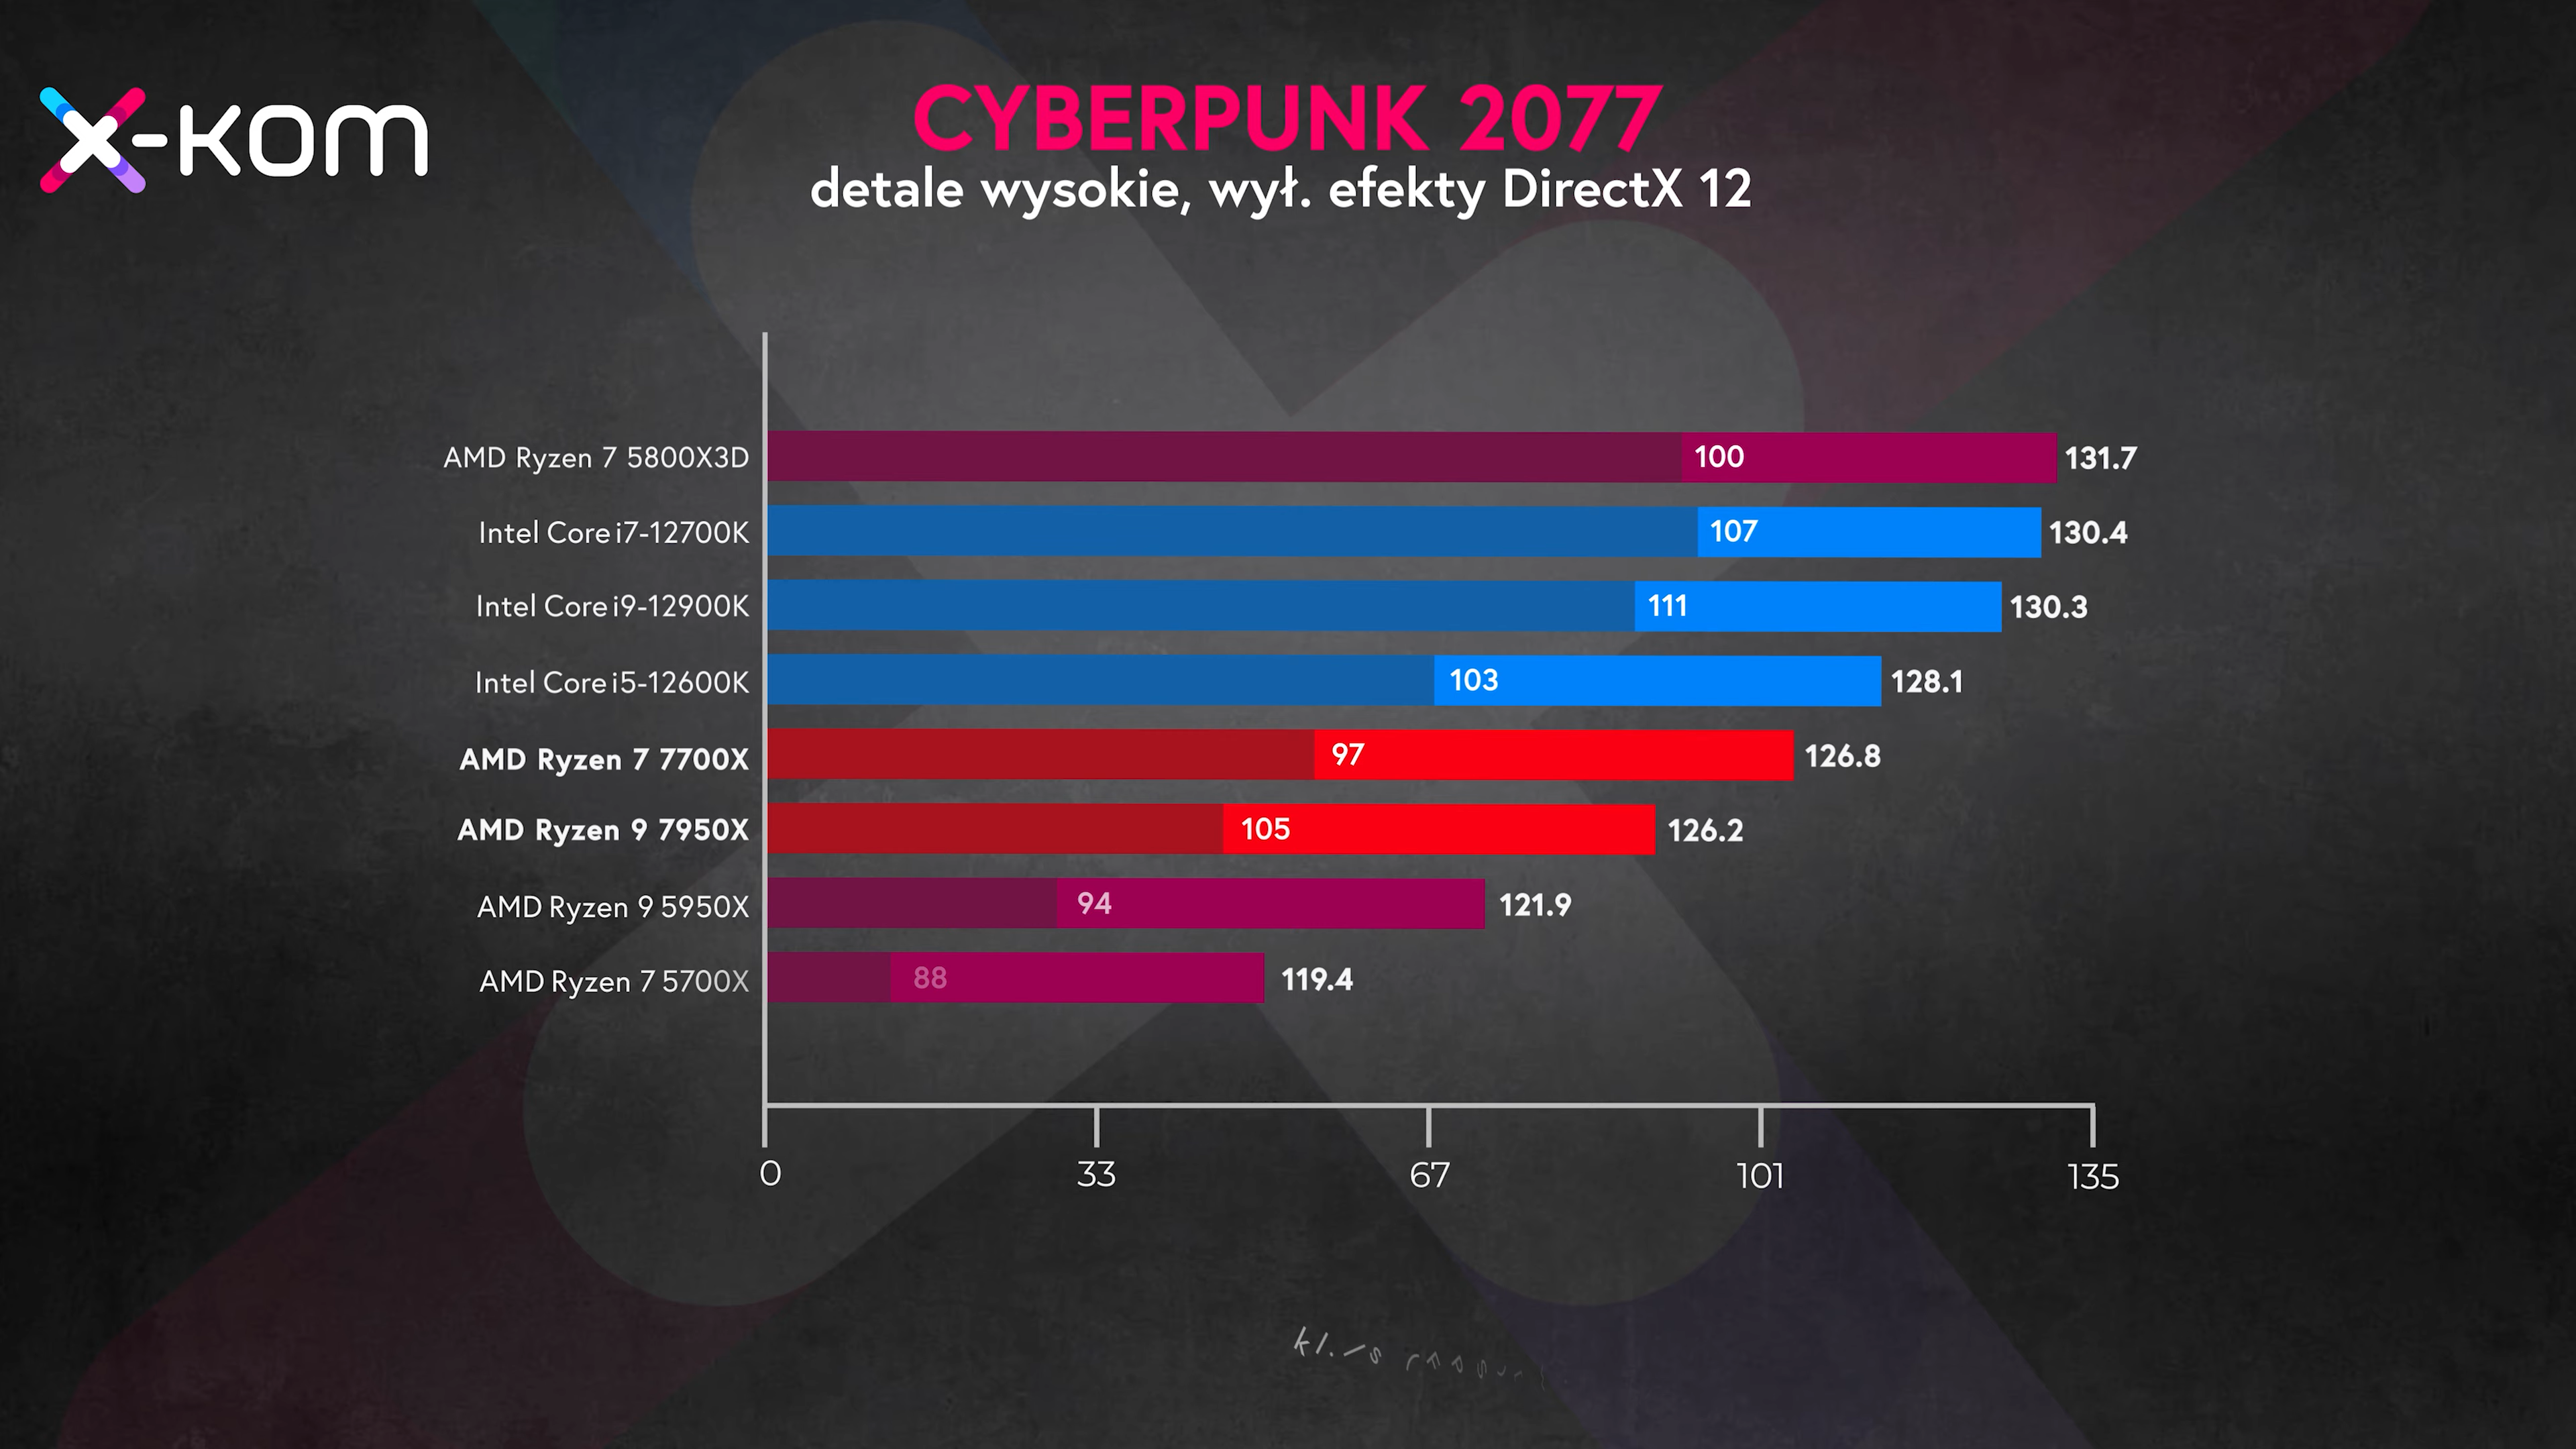 x-kom
CYBERPUNK 2077
detale wysokie, wył. efekty DirectX 12
AMD Ryzen 7 5800X3D 100 131.7
Intel Core i7-12700K 107 130.4
Intel Core i9-12900K 111 130.3
Intel Core i5-12600K 103 128.1
AMD Ryzen 7 7700X 97 126.8
AMD Ryzen 9 7950X 105 126.2
AMD Ryzen 9 5950X 94 121.9
AMD Ryzen 7 5700X 88 119.4
0 33 67 101 135
kl./s